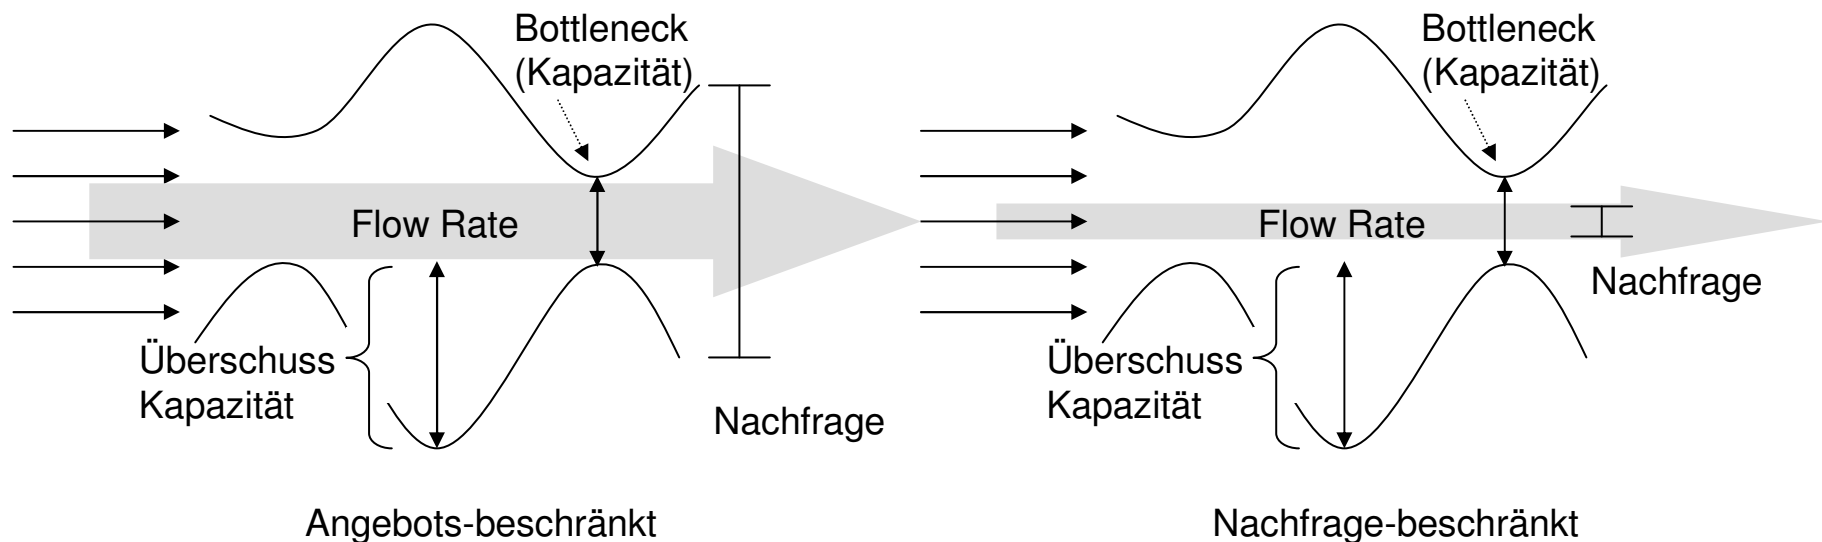 Bottleneck
(Kapazität)
Flow Rate
Überschuss
Kapazität
Nachfrage
Angebots-beschränkt
Bottleneck
(Kapazität)
Flow Rate
Nachfrage
Überschuss
Kapazität
Nachfrage-beschränkt